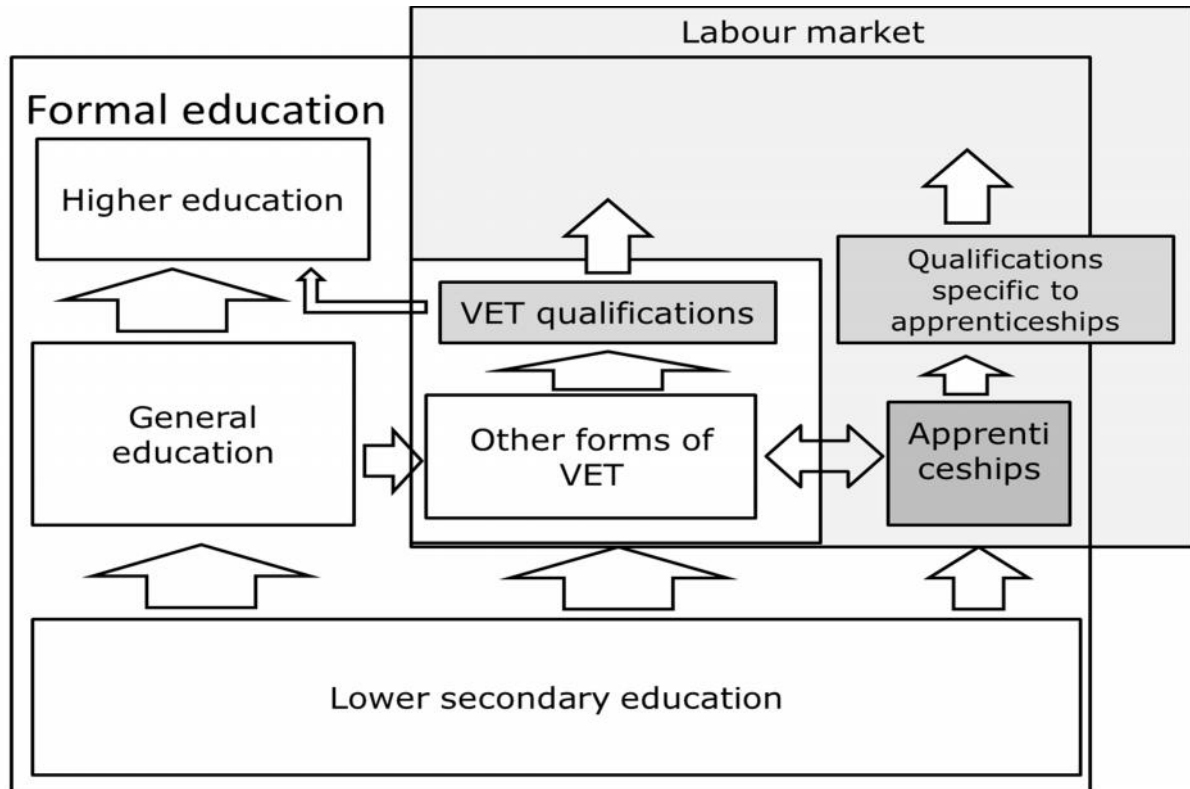 Labour market
Formal education
Higher education
VET qualifications
Qualifications
specific to
apprenticeships
General
education
Other forms of
VET
Apprenti
ceships
Lower secondary education